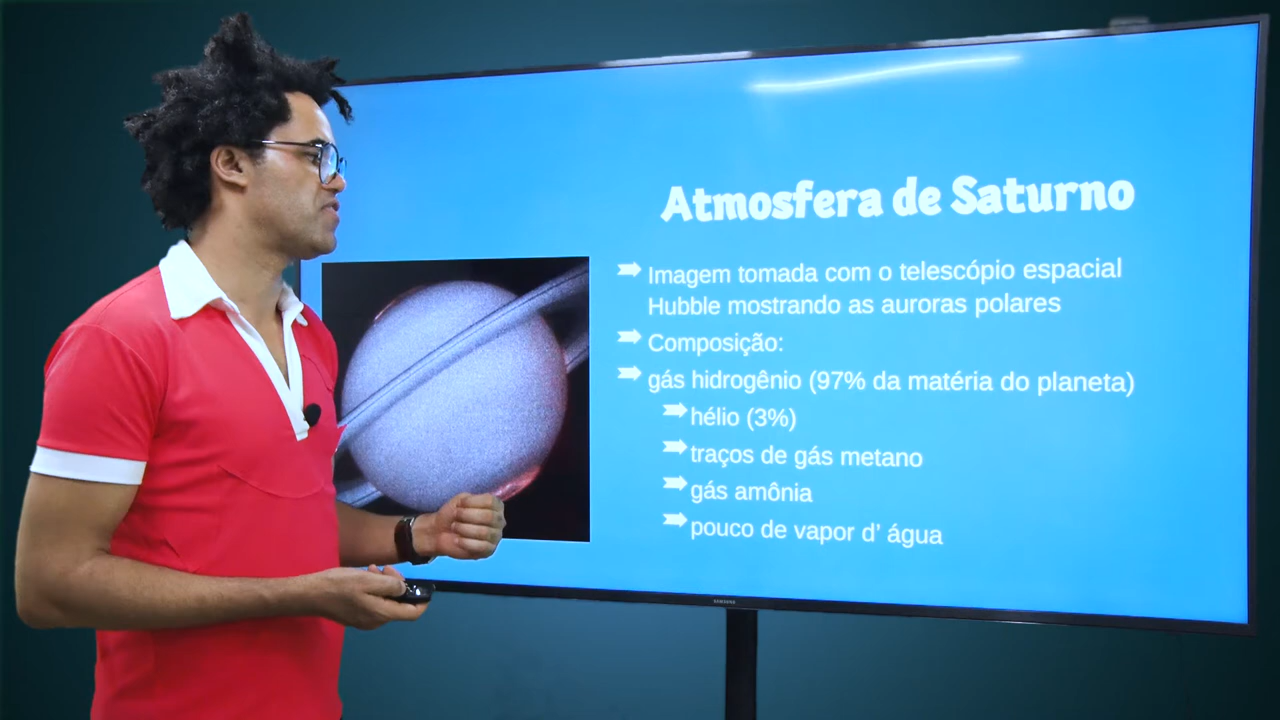 Atmosfera de Saturno
Imagem tomada com o telescópio espacial
Hubble mostrando as auroras polares
Composição:
gás hidrogênio (97% da matéria do planeta)
hélio (3%)
traços de gás metano
gás amônia
pouco de vapor d’ água
SAMSUNG